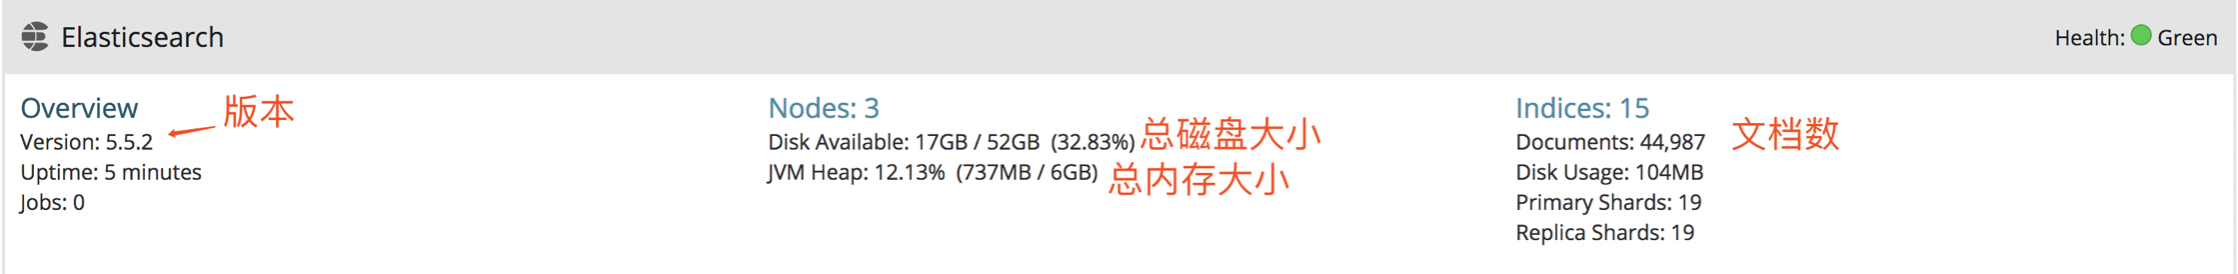 Elasticsearch
Health: Green
Overview
版本
Version: 5.5.2
Uptime: 5 minutes
Jobs: 0
Nodes: 3
Disk Available: 17GB / 52GB (32.83%)
总磁盘大小
JVM Heap: 12.13% (737MB / 6GB)
总内存大小
Indices: 15
Documents: 44,987
文档数
Disk Usage: 104MB
Primary Shards: 19
Replica Shards: 19